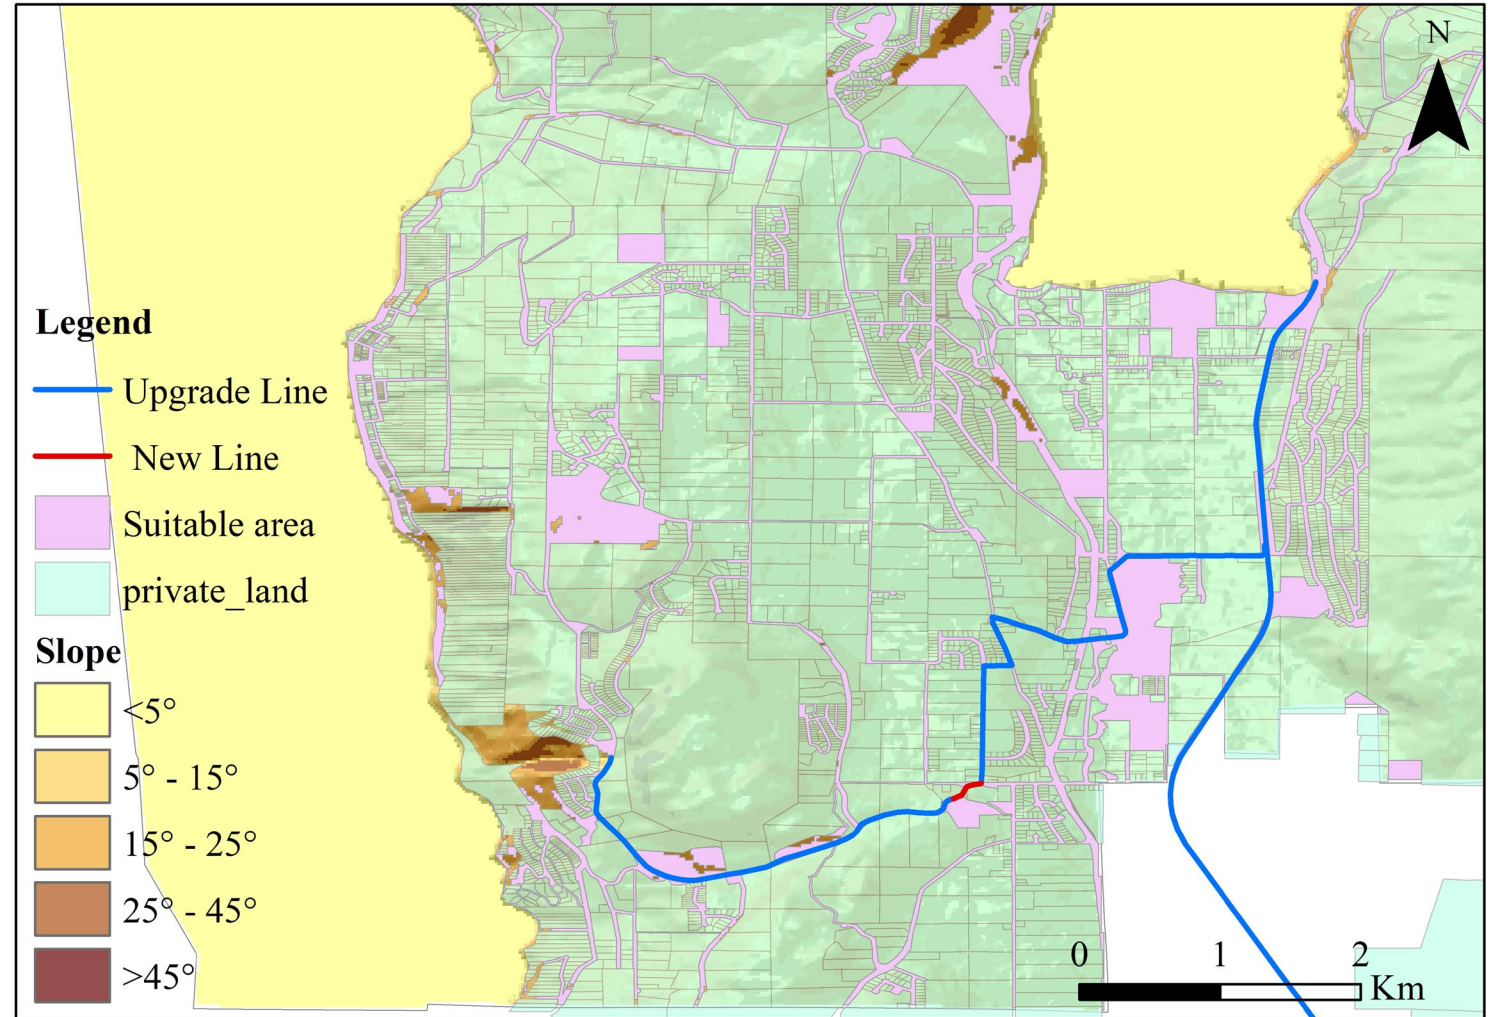 N
Legend
Upgrade Line
New Line
Suitable area
private_land
Slope
<5°
5° - 15°
15° - 25°
25° - 45°
>45°
0 1 2
Km